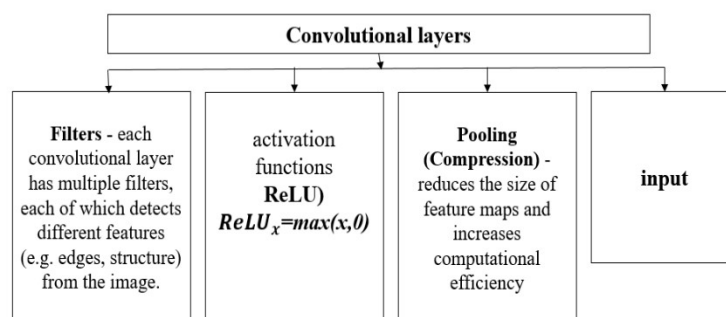 Convolutional layers
Filters - each
convolutional layer
has multiple filters,
each of which detects
different features
(e.g. edges, structure)
from the image.
activation
functions
ReLU)
ReLUₓ=max(x,0)
Pooling
(Compression) -
reduces the size of
feature maps and
increases
computational
efficiency
input